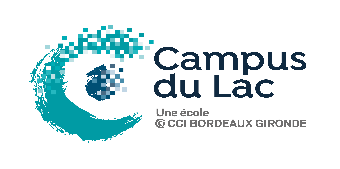 Campus
du Lac
Une école
CCI BORDEAUX GIRONDE